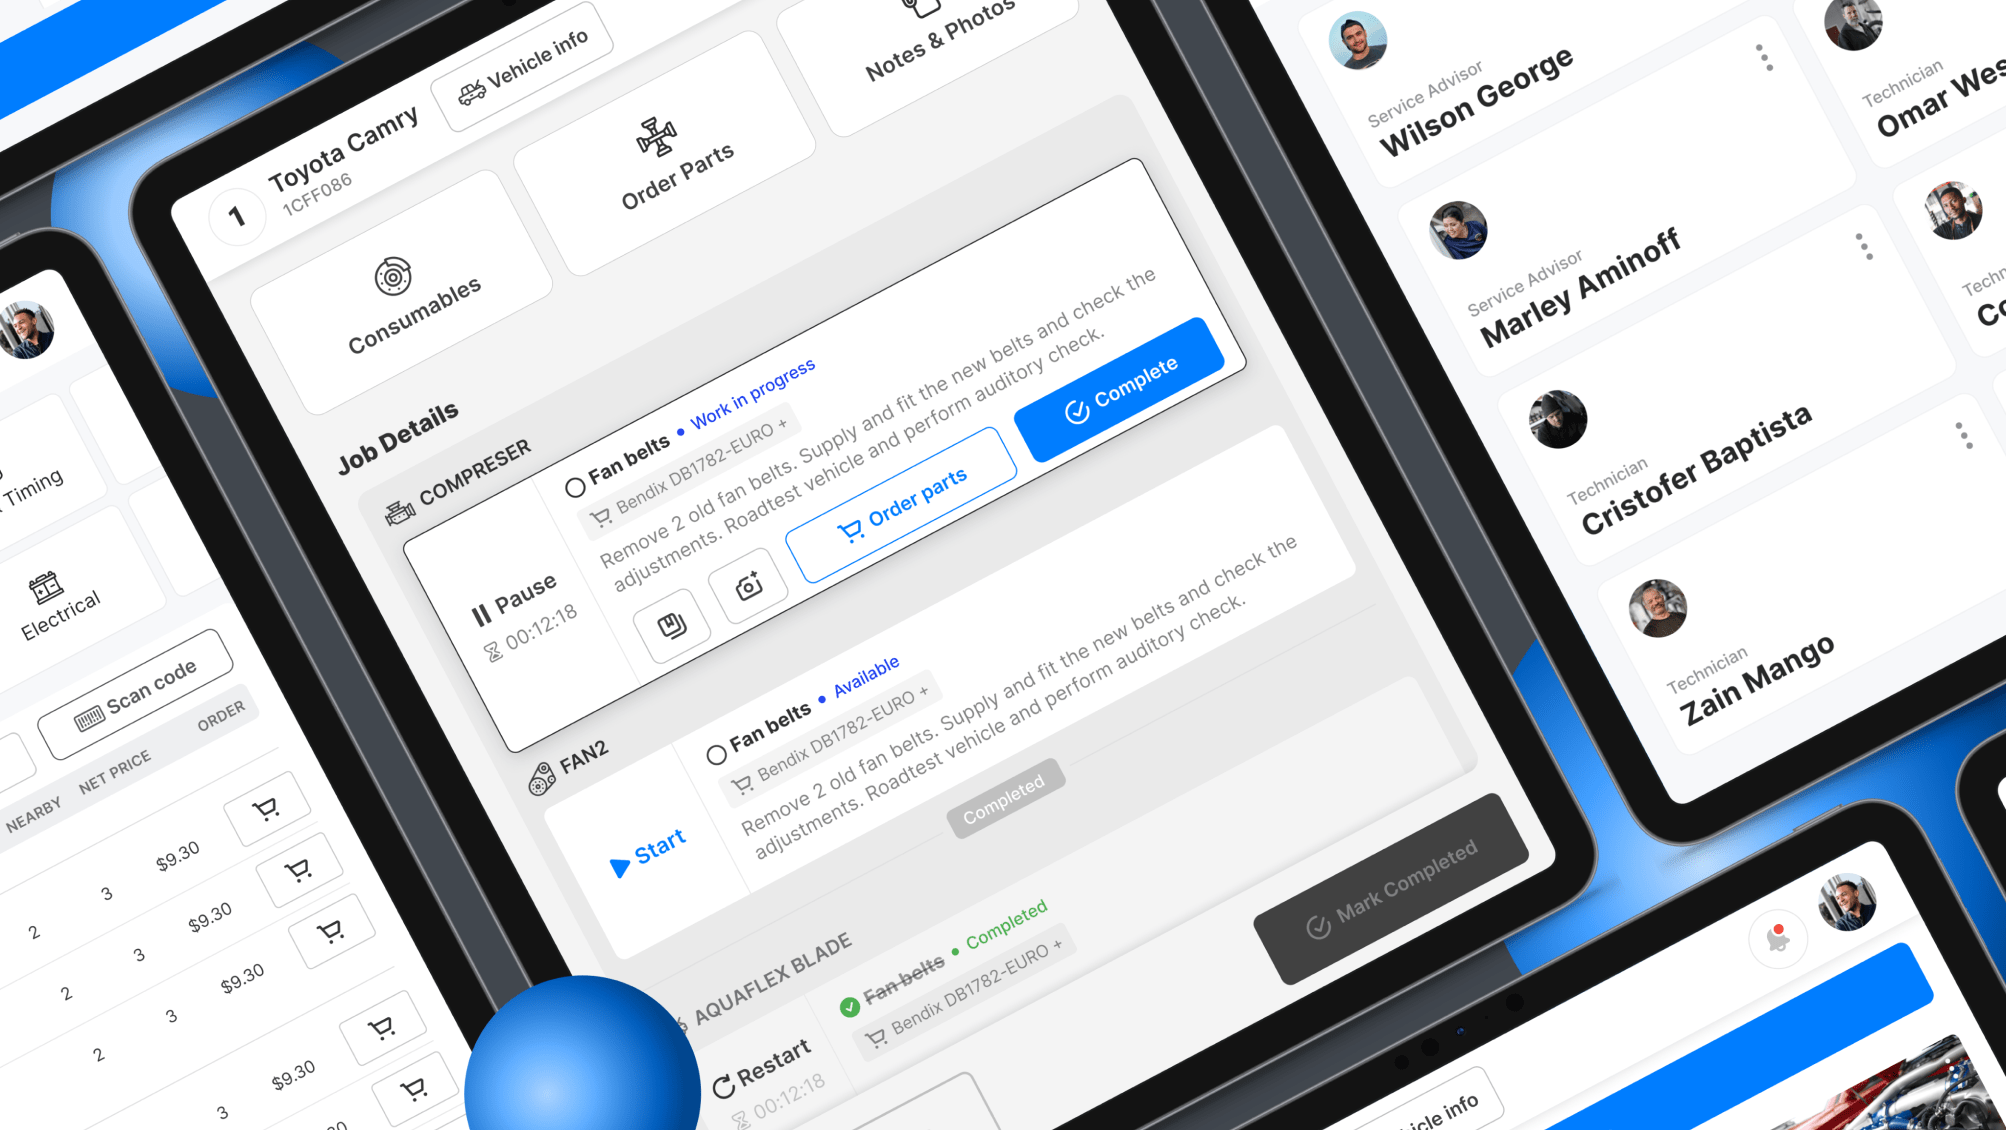 1
Toyota Camry
1CFF086
Vehicle info
Consumables
Order Parts
Notes & Photos
Job Details
COMPRESER
Pause
00:12:18
Fan belts • Work in progress
Bendix DB1782-EURO +
Remove 2 old fan belts. Supply and fit the new belts and check the
adjustments. Roadtest vehicle and perform auditory check.
Order parts
Complete
FAN2
Start
Fan belts • Available
Bendix DB1782-EURO +
Remove 2 old fan belts. Supply and fit the new belts and check the
adjustments. Roadtest vehicle and perform auditory check.
Completed
AQUAFLEX BLADE
Restart
00:12:18
Fan belts • Completed
Bendix DB1782-EURO +
Mark Completed
Timing
Electrical
Scan code
NEARBY NET PRICE ORDER
2 3 $9.30
2 3 $9.30
2 3 $9.30
3 $9.30
Service Advisor
Wilson George
Service Advisor
Marley Aminoff
Technician
Cristofer Baptista
Technician
Zain Mango
Technician
Omar
info